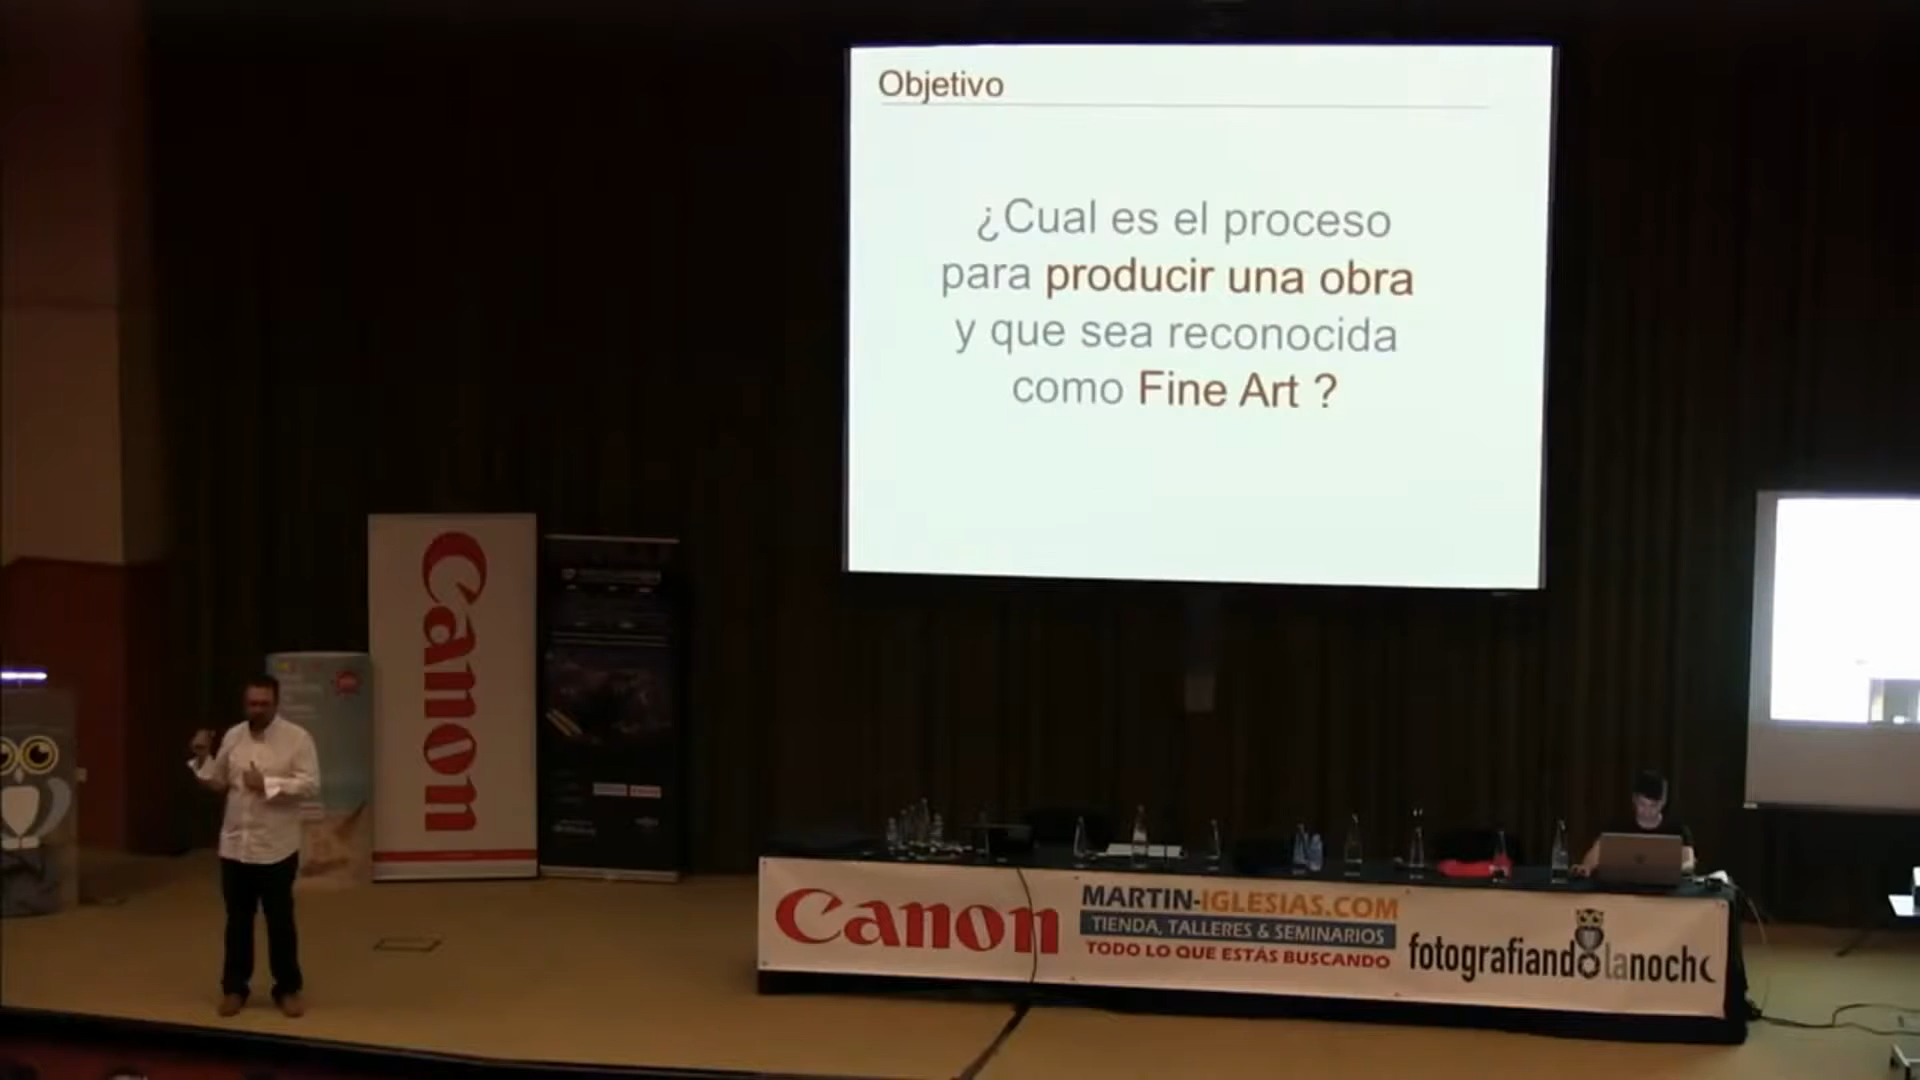 Objetivo
¿Cual es el proceso
para producir una obra
y que sea reconocida
como Fine Art ?
Canon
Canon
MARTIN-IGLESIAS.COM
TIENDA, TALLERES & SEMINARIOS
TODO LO QUE ESTÁS BUSCANDO
fotografiandolanoche